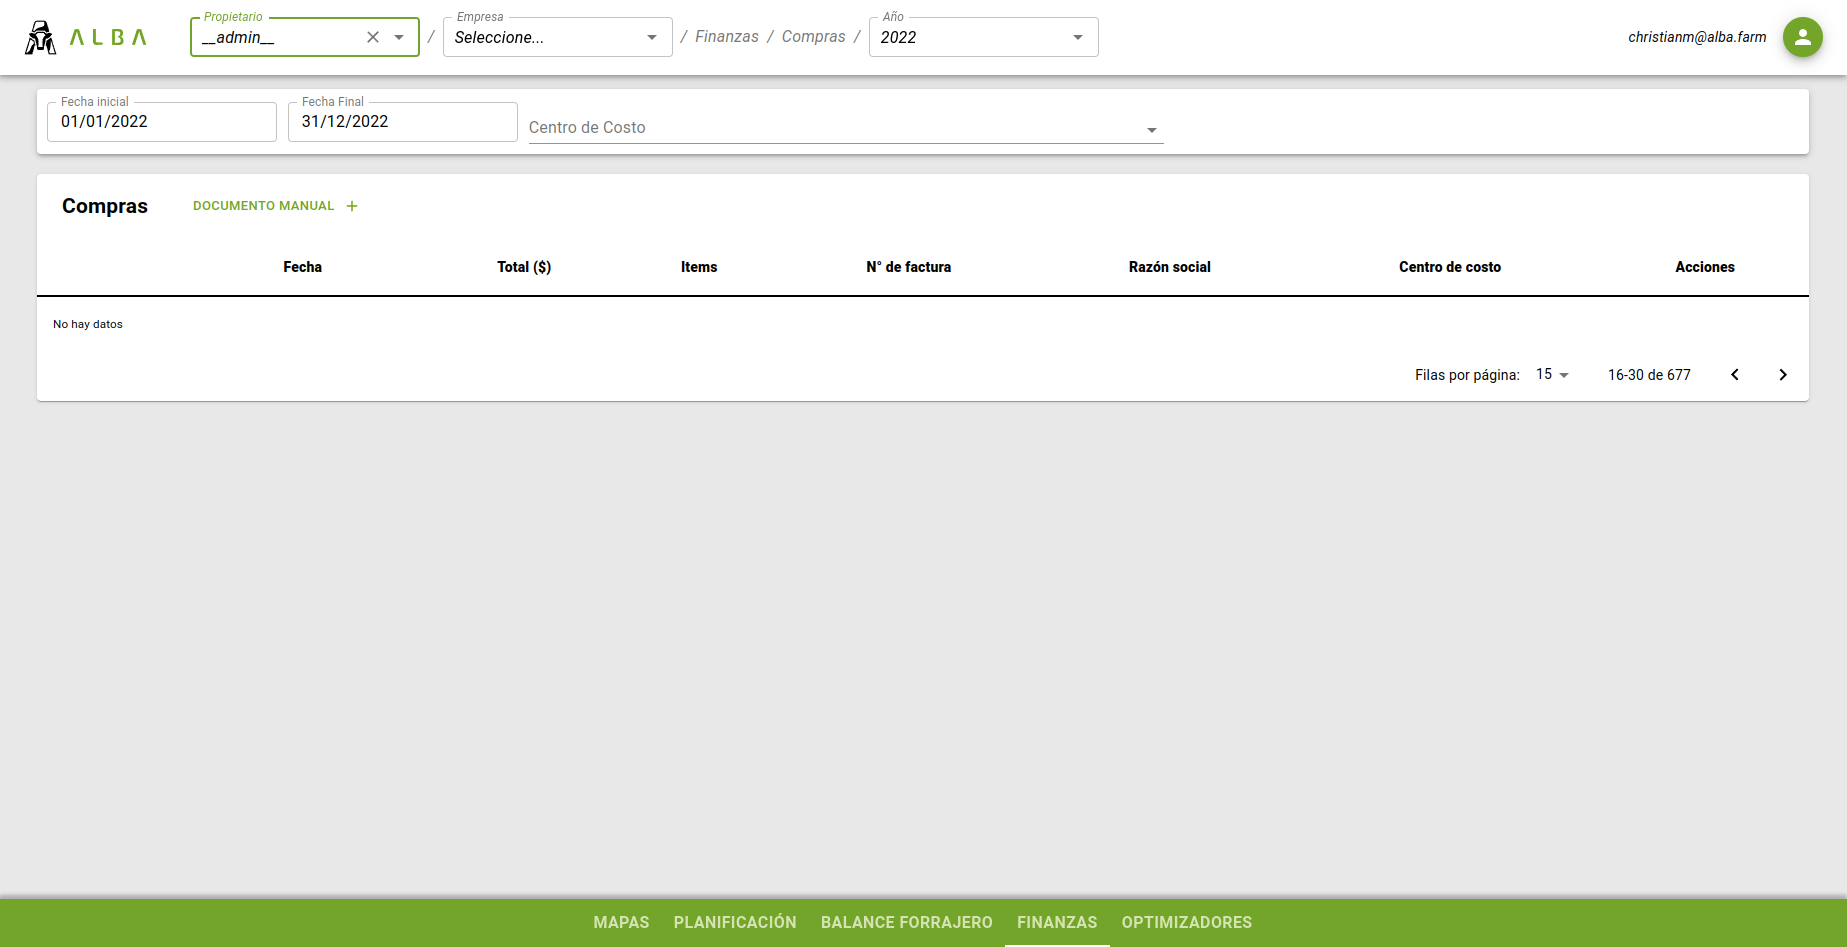 ALBA
Propietario
__admin__
/
Empresa
Seleccione...
/ Finanzas / Compras /
Año
2022
christianm@alba.farm
Fecha inicial
01/01/2022
Fecha Final
31/12/2022
Centro de Costo
Compras
DOCUMENTO MANUAL +
Fecha Total ($) Items N° de factura Razón social Centro de costo Acciones
No hay datos
Filas por página: 15 16-30 de 677
MAPAS PLANIFICACIÓN BALANCE FORRAJERO FINANZAS OPTIMIZADORES